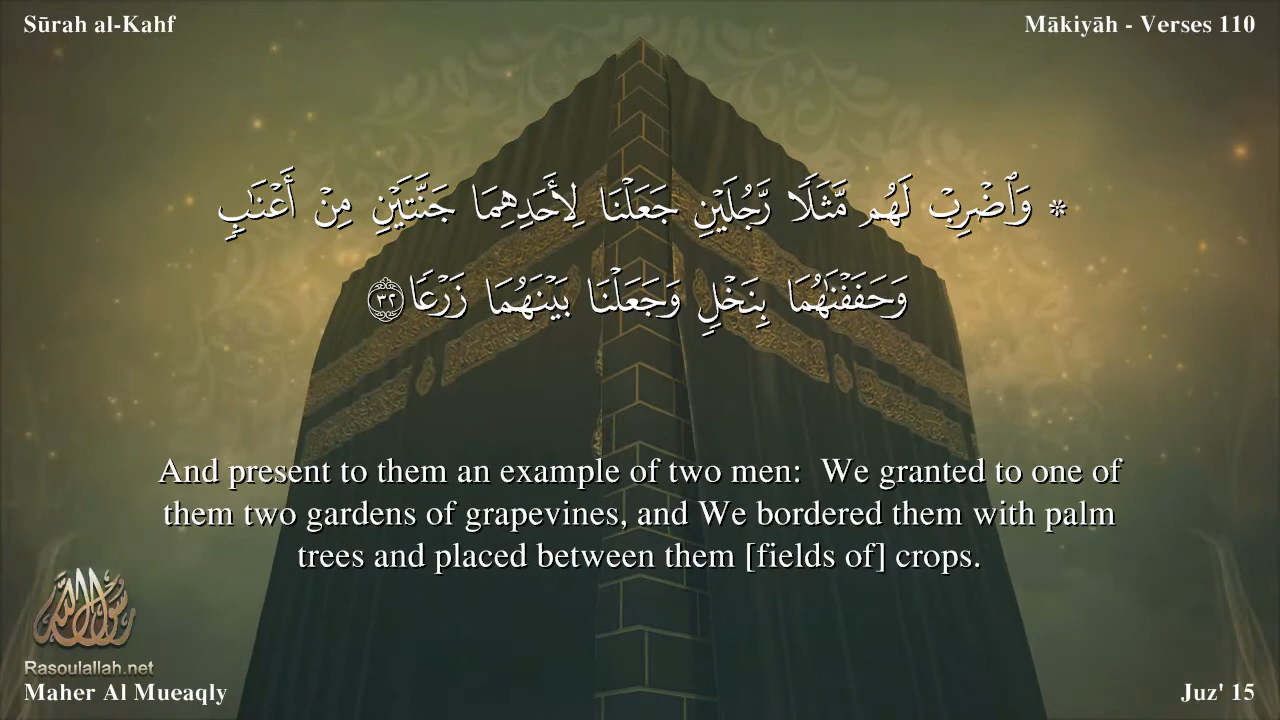 Sūrah al-Kahf
Mākiyāh - Verses 110
۞ وَٱضْرِبْ لَهُم مَّثَلًا رَّجُلَيْنِ جَعَلْنَا لِأَحَدِهِمَا جَنَّتَيْنِ مِنْ أَعْنَٰبٍ
وَحَفَفْنَٰهُمَا بِنَخْلٍ وَجَعَلْنَا بَيْنَهُمَا زَرْعًا ٣٢
And present to them an example of two men: We granted to one of
them two gardens of grapevines, and We bordered them with palm
trees and placed between them [fields of] crops.
رسول الله
Rasoulallah.net
Maher Al Mueaqly
Juz' 15